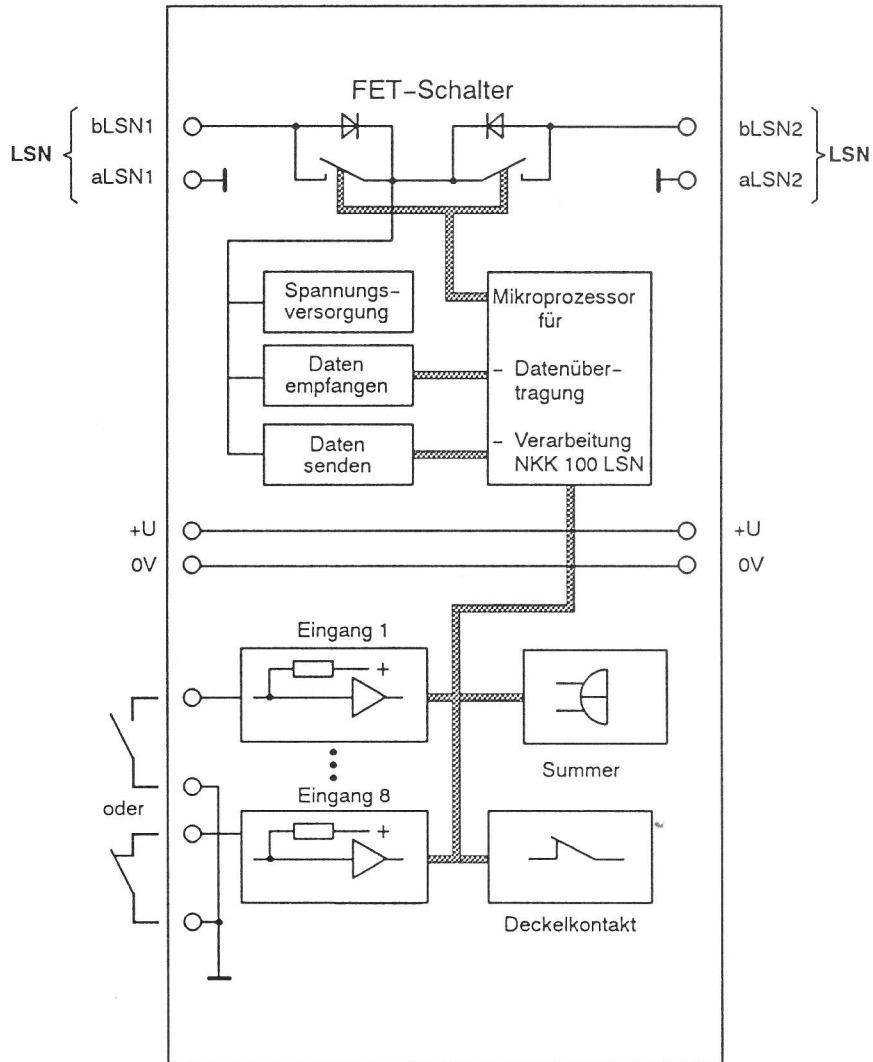 FET-Schalter
bLSN1
bLSN2
LSN
LSN
aLSN1
aLSN2
Spannungs-
versorgung
Mikroprozessor
für
Daten
empfangen
- Datenüber-
tragung
Daten
senden
- Verarbeitung
NKK 100 LSN
+U
+U
0V
0V
Eingang 1
+
Summer
oder
Eingang 8
+
Deckelkontakt